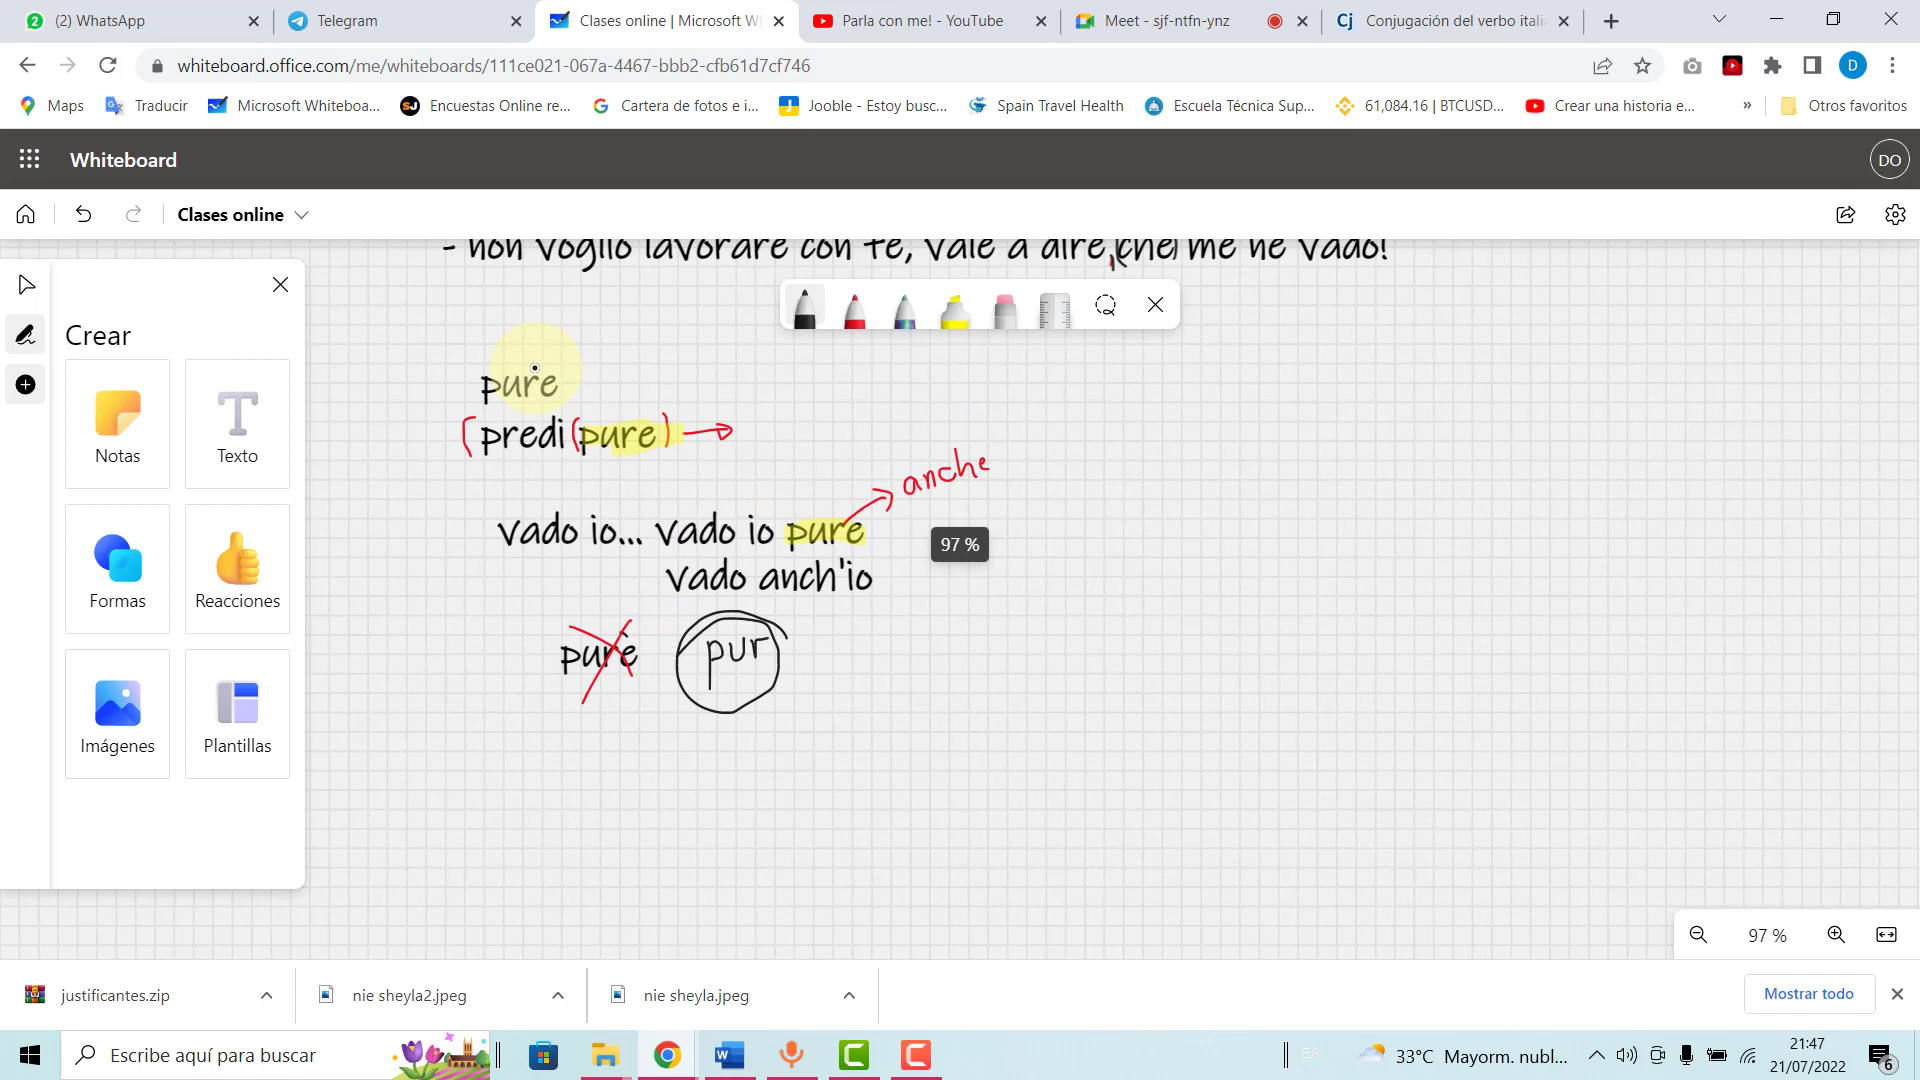 (2) WhatsApp
Telegram
Clases online | Microsoft W
Parla con me! - YouTube
Meet - sjf-ntfn-ynz
Cj Conjugación del verbo itali
whiteboard.office.com/me/whiteboards/111ce021-067a-4467-bbb2-cfb61d7cf746
D
Maps
Traducir
Microsoft Whiteboa...
Encuestas Online re...
Cartera de fotos e i...
Jooble - Estoy busc...
Spain Travel Health
Escuela Técnica Sup...
61,084.16 | BTCUSD...
Crear una historia e...
»
Otros favoritos
Whiteboard
DO
Clases online
- non voglio lavorare con te, vale a dire,(che) me ne vado!
Crear
Notas
Texto
Formas
Reacciones
Imágenes
Plantillas
pure
(predi (pure) →
anche
vado io... vado io pure
vado anch'io
97 %
purè
pur
97 %
justificantes.zip
nie sheyla2.jpeg
nie sheyla.jpeg
Mostrar todo
Escribe aquí para buscar
33°C Mayorm. nubl...
21:47
21/07/2022
6